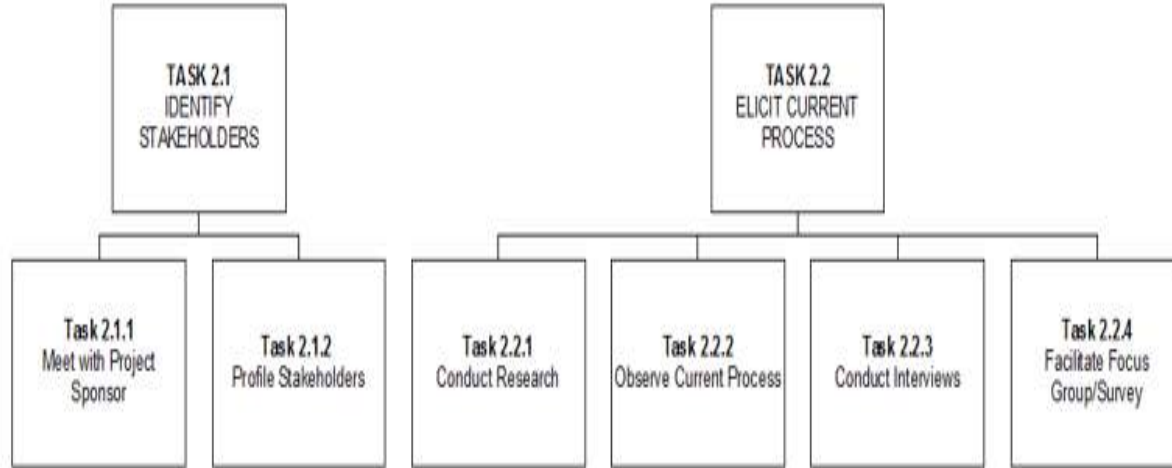 TASK 2.1
IDENTIFY
STAKEHOLDERS
TASK 2.2
ELICIT CURRENT
PROCESS
Task 2.1.1
Meet with Project
Sponsor
Task 2.1.2
Profile Stakeholders
Task 2.2.1
Conduct Research
Task 2.2.2
Observe Current Process
Task 2.2.3
Conduct Interviews
Task 2.2.4
Facilitate Focus
Group/Survey